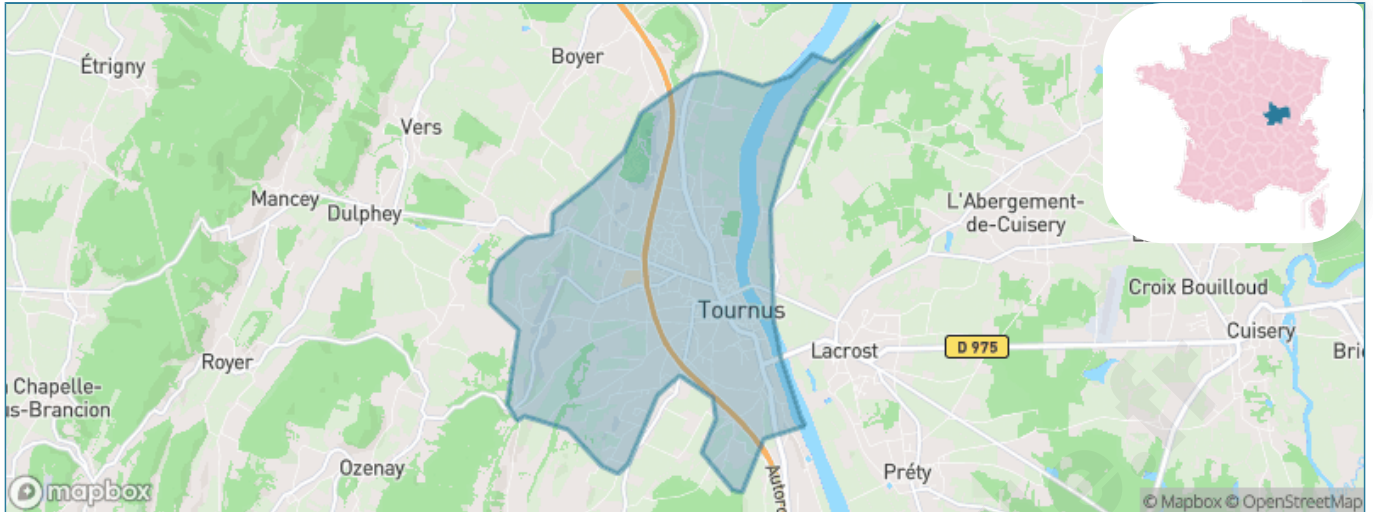 Boyer
Étrigny
Vers
Mancey
Dulphey
L'Abergement-
de-Cuisery
Croix Bouilloud
Tournus
Cuisery
Lacrost
D 975
Royer
Chapelle-
Brancion
Ozenay
Préty
mapbox
© Mapbox © OpenStreetMap